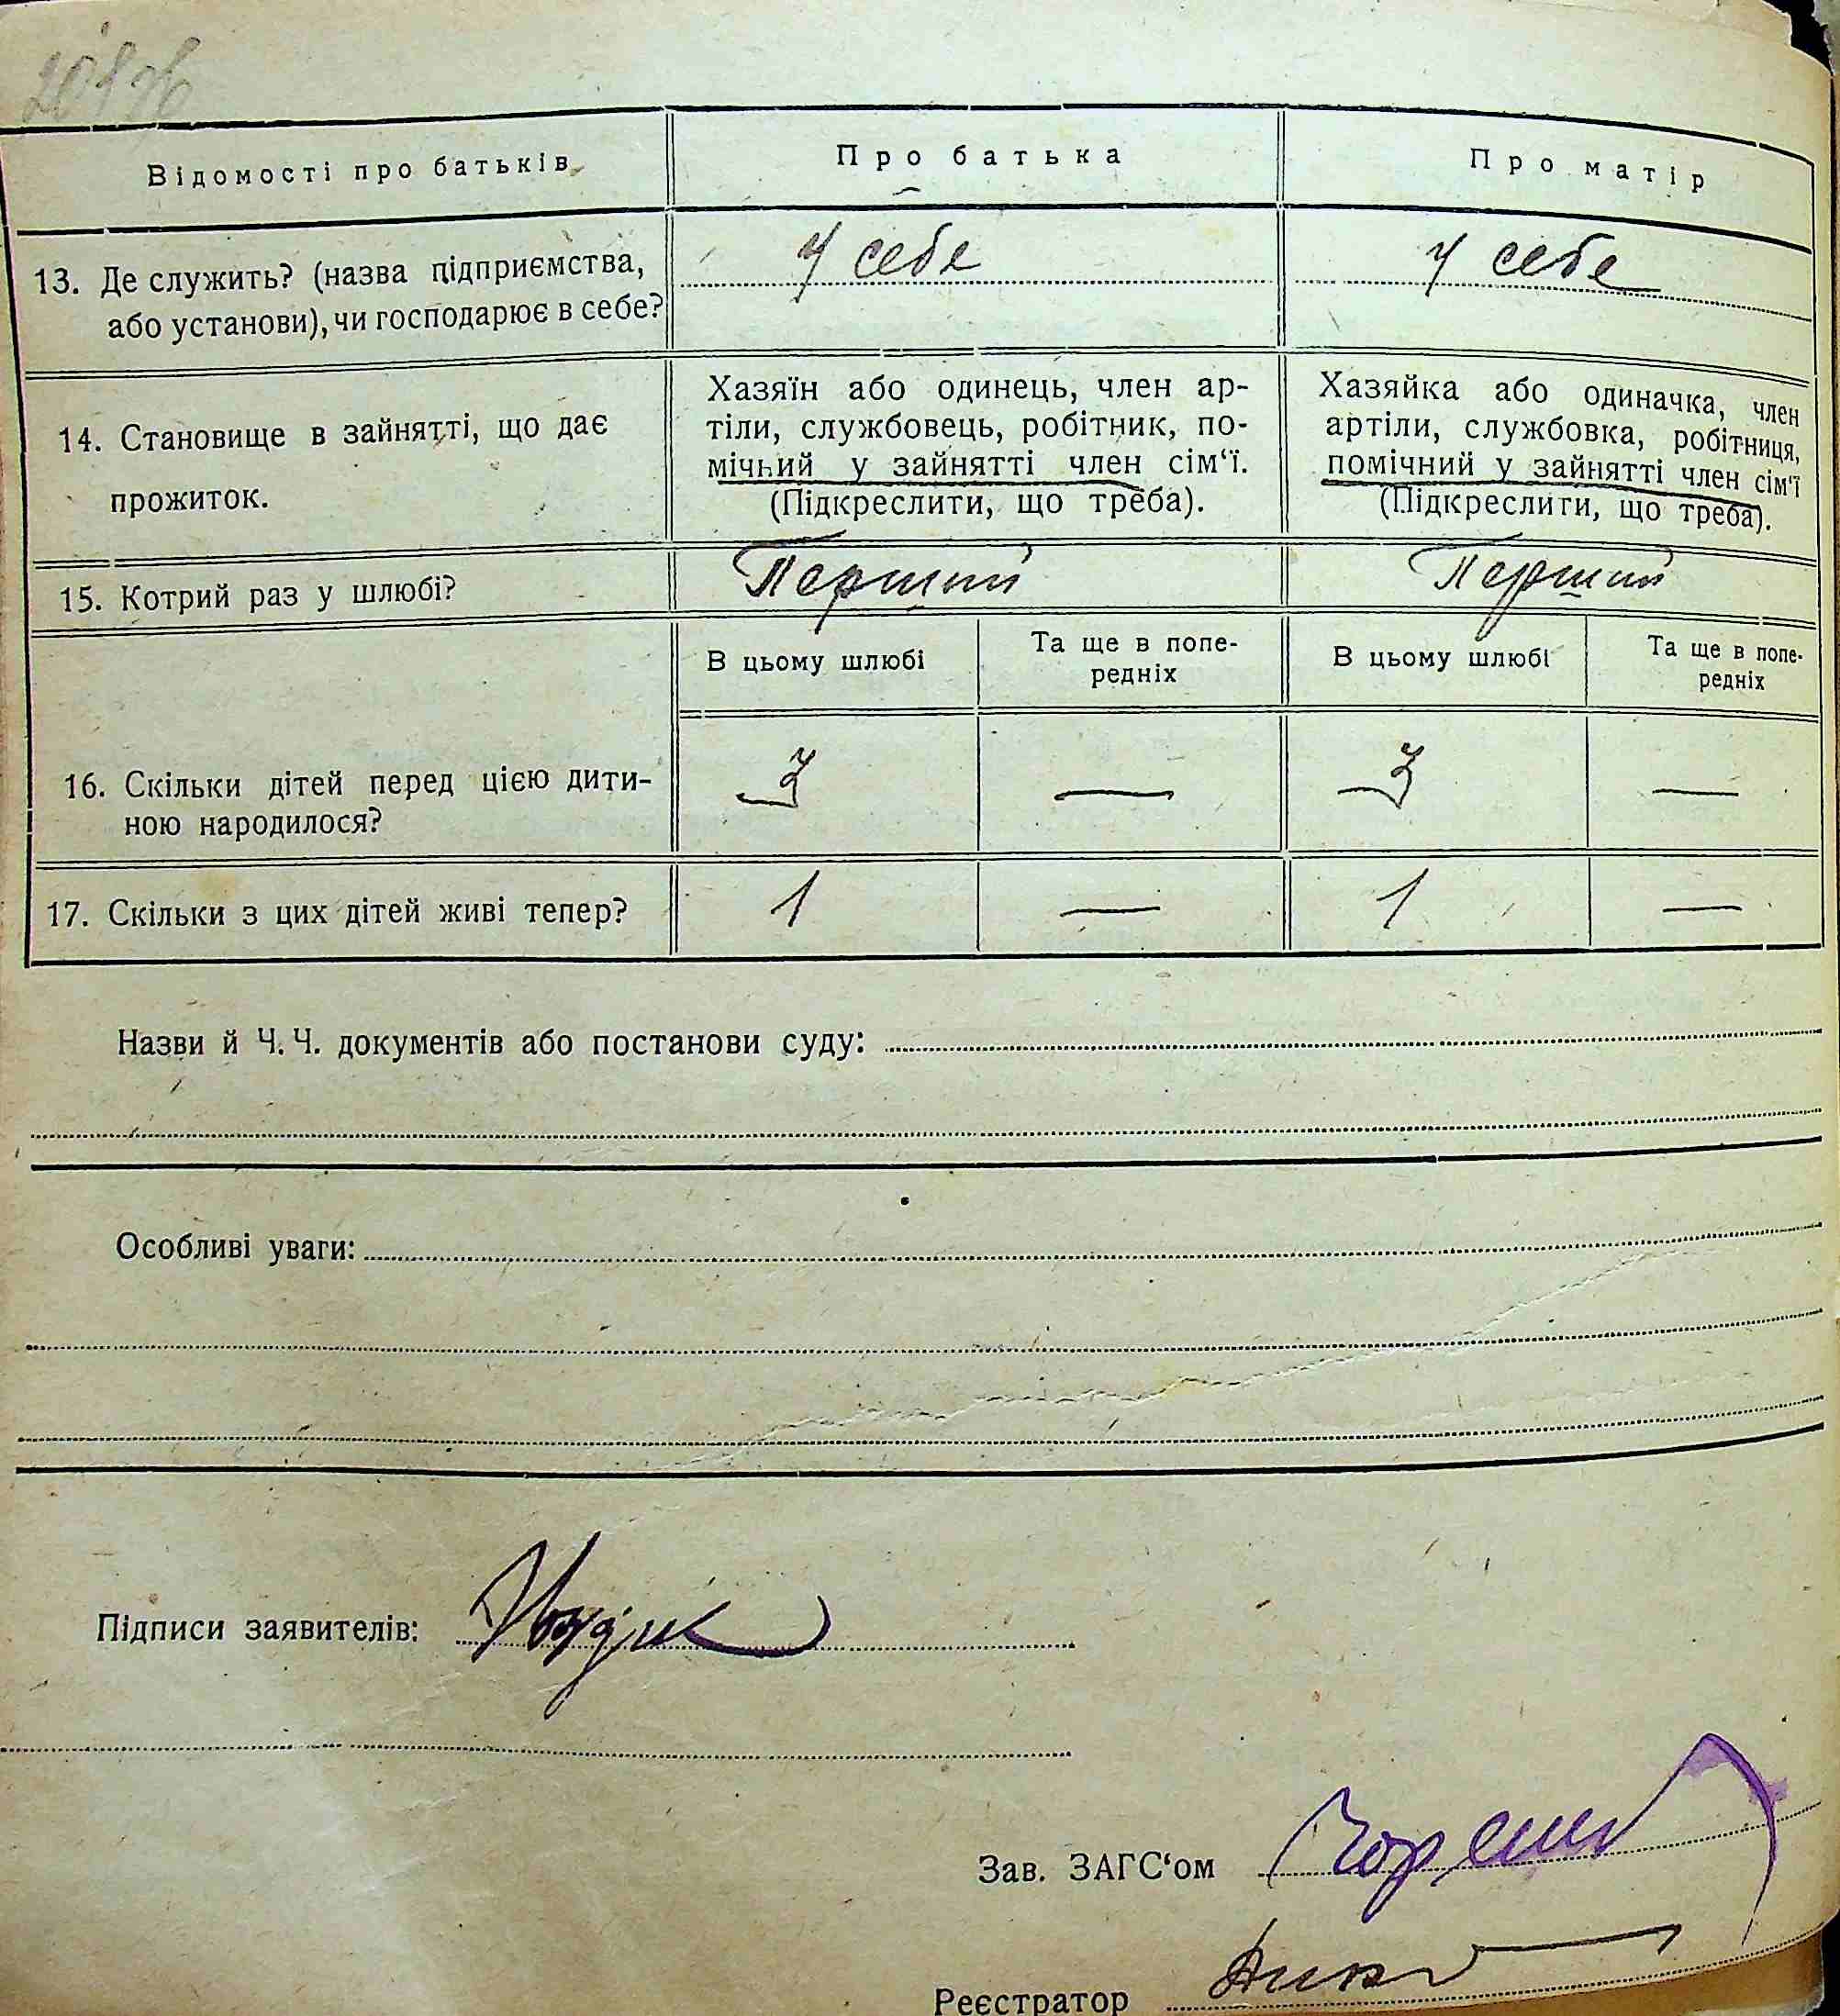 Відомості про батьків
Про батька
Про матір
13. Де служить? (назва підприємства,
або установи), чи господарює в себе?
У себе
У себе
14. Становище в зайнятті, що дає
прожиток.
Хазяїн або одинець, член ар-
тіли, службовець, робітник, по-
мічний у зайнятті член сім‘ї.
(Підкреслити, що треба).
Хазяйка або одиначка, член
артіли, службовка, робітниця,
помічний у зайнятті член сім‘ї
(Підкреслити, що треба).
15. Котрий раз у шлюбі?
Перший
Перший
В цьому шлюбі
Та ще в попе-
редніх
В цьому шлюбі
Та ще в попе-
редніх
16. Скільки дітей перед цією дити-
ною народилося?
3
—
3
—
17. Скільки з цих дітей живі тепер?
1
—
1
—
Назви й Ч. Ч. документів або постанови суду:
Особливі уваги:
Підписи заявителів:
Зав. ЗАГС‘ом
Реєстратор